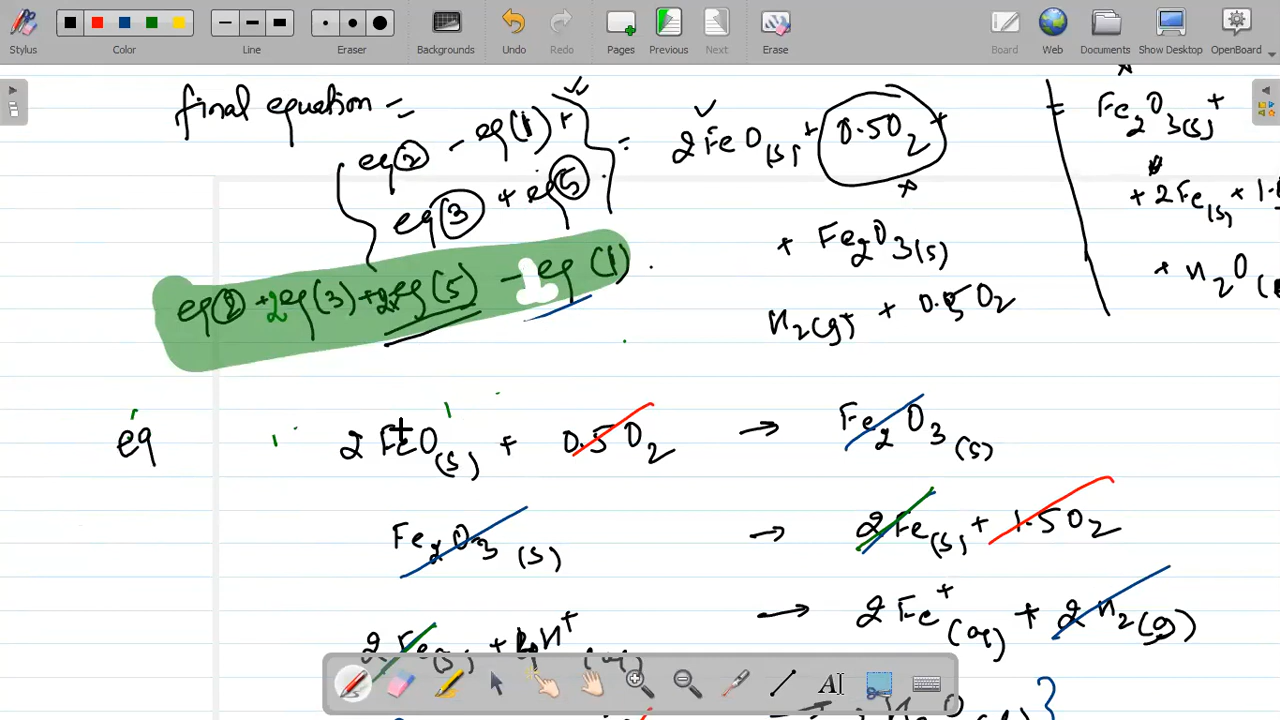 Stylus Color Line Eraser Backgrounds Undo Redo Pages Previous Next Erase Board Web Documents Show Desktop OpenBoard
final equation =
eq(2) - eq(1) +
eq(3) + eq(5)
= 2FeO(s) + 0.5O2 +
+ Fe2O3(s)
H2(g) + 0.5O2
= Fe2O3(s) +
+ 2Fe(s) + 1.
+ H2O(
eq(2) + 2eq(3) + 2eq(5) - eq(1)
eq 2FeO(s) + 0.5O2 → Fe2O3(s)
Fe2O3(s) → 2Fe(s) + 1.5O2
2Fe(s) + H+(aq) → 2Fe+(aq) + 2H2(g)